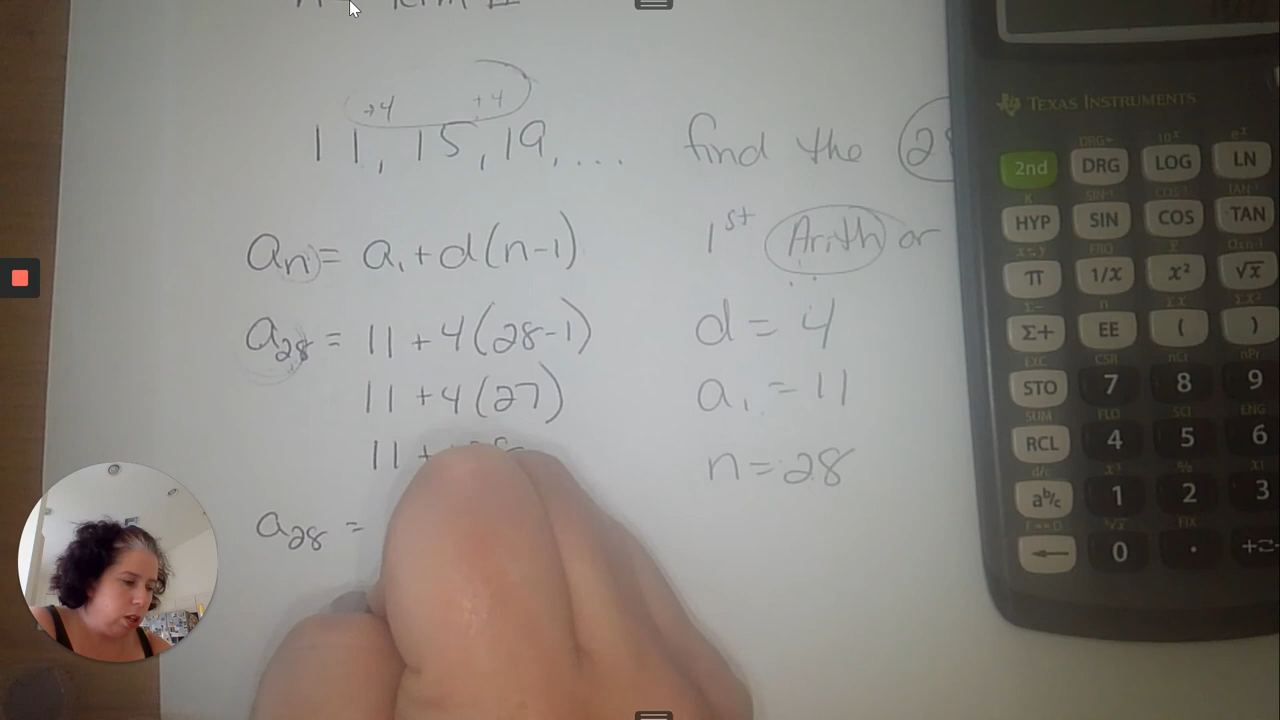 +4 +4
11, 15, 19, ... find the
aₙ = a₁ + d(n-1)
1st Arith or
a₂₈ = 11 + 4(28-1)
d = 4
11 + 4(27)
a₁ = 11
11 +
n = 28
a₂₈ =
TEXAS INSTRUMENTS
2nd DRG LOG LN
HYP SIN COS TAN
π 1/x x² √x
Σ+ EE ( )
STO 7 8 9
RCL 4 5 6
aᵇ/c 1 2 3
← 0 .